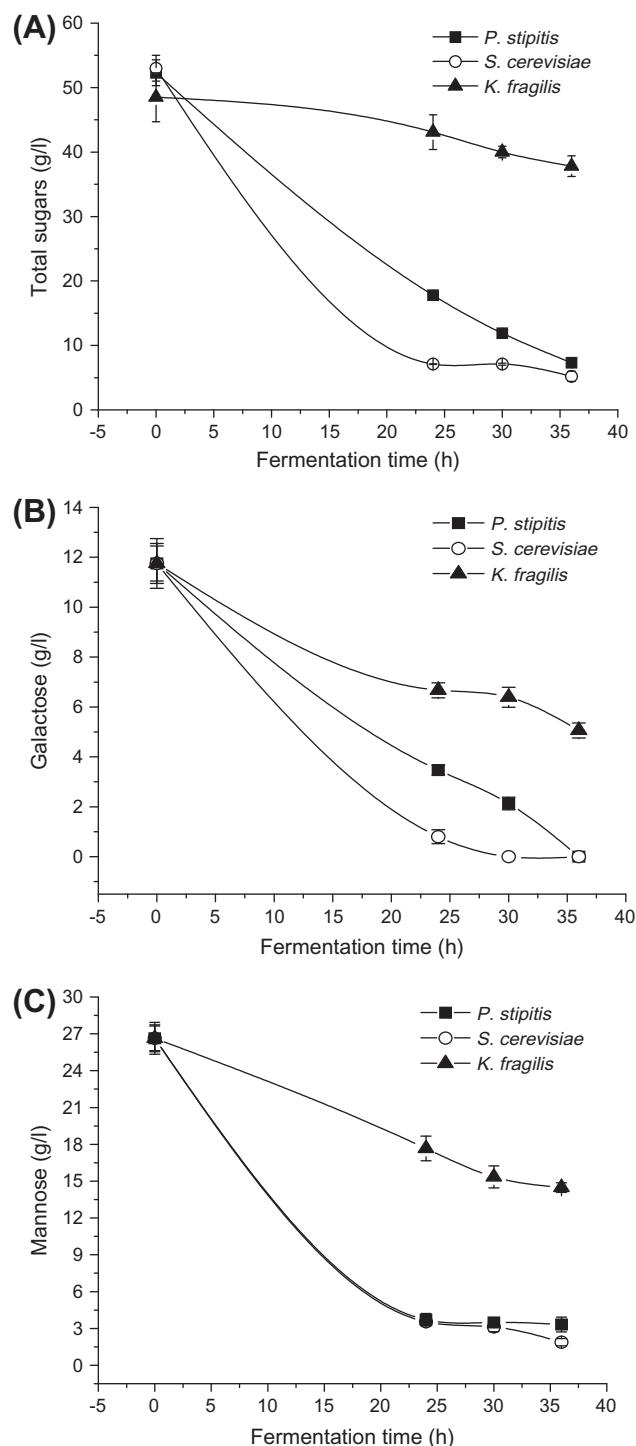 (A)
P. stipitis
S. cerevisiae
K. fragilis
60
50
40
30
20
10
0
Total sugars (g/l)
-5 0 5 10 15 20 25 30 35 40
Fermentation time (h)
(B)
P. stipitis
S. cerevisiae
K. fragilis
14
12
10
8
6
4
2
0
Galactose (g/l)
-5 0 5 10 15 20 25 30 35 40
Fermentation time (h)
(C)
P. stipitis
S. cerevisiae
K. fragilis
30
27
24
21
18
15
12
9
6
3
0
Mannose (g/l)
-5 0 5 10 15 20 25 30 35 40
Fermentation time (h)